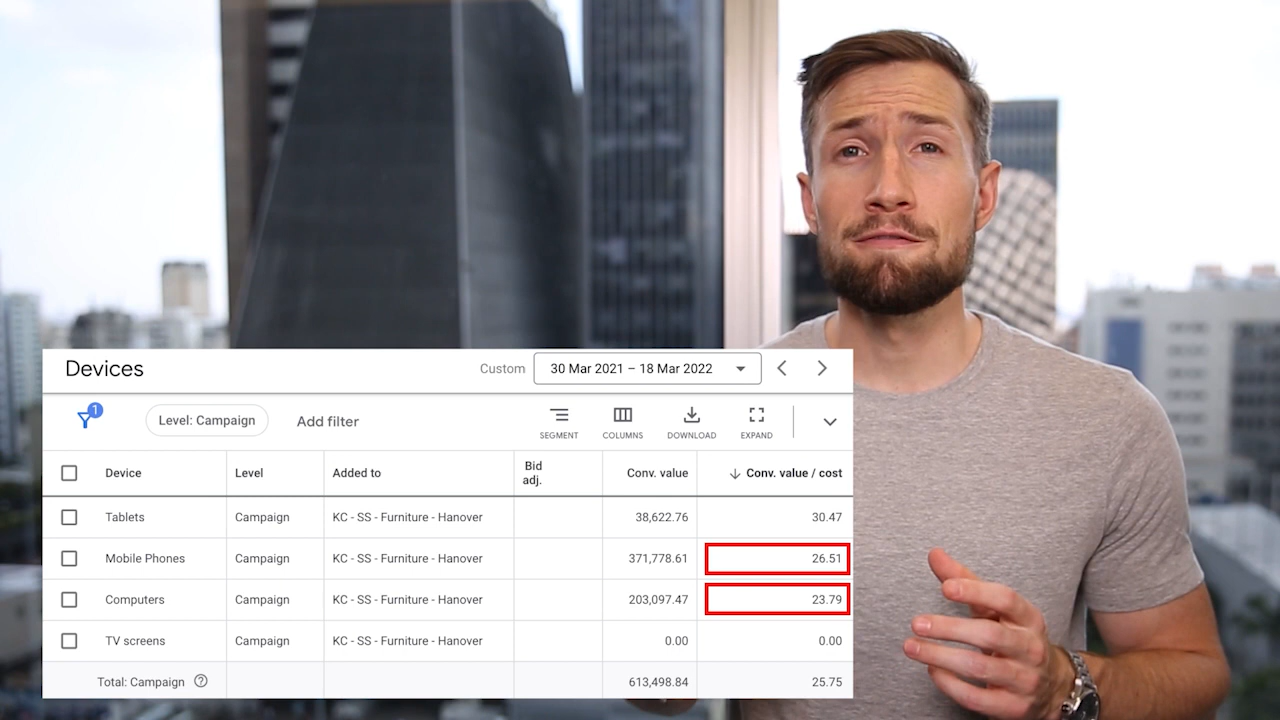 Devices
Custom 30 Mar 2021 – 18 Mar 2022
1 Level: Campaign Add filter SEGMENT COLUMNS DOWNLOAD EXPAND
Device Level Added to Bid adj. Conv. value Conv. value / cost
Tablets Campaign KC - SS - Furniture - Hanover 38,622.76 30.47
Mobile Phones Campaign KC - SS - Furniture - Hanover 371,778.61 26.51
Computers Campaign KC - SS - Furniture - Hanover 203,097.47 23.79
TV screens Campaign KC - SS - Furniture - Hanover 0.00 0.00
Total: Campaign ? 613,498.84 25.75